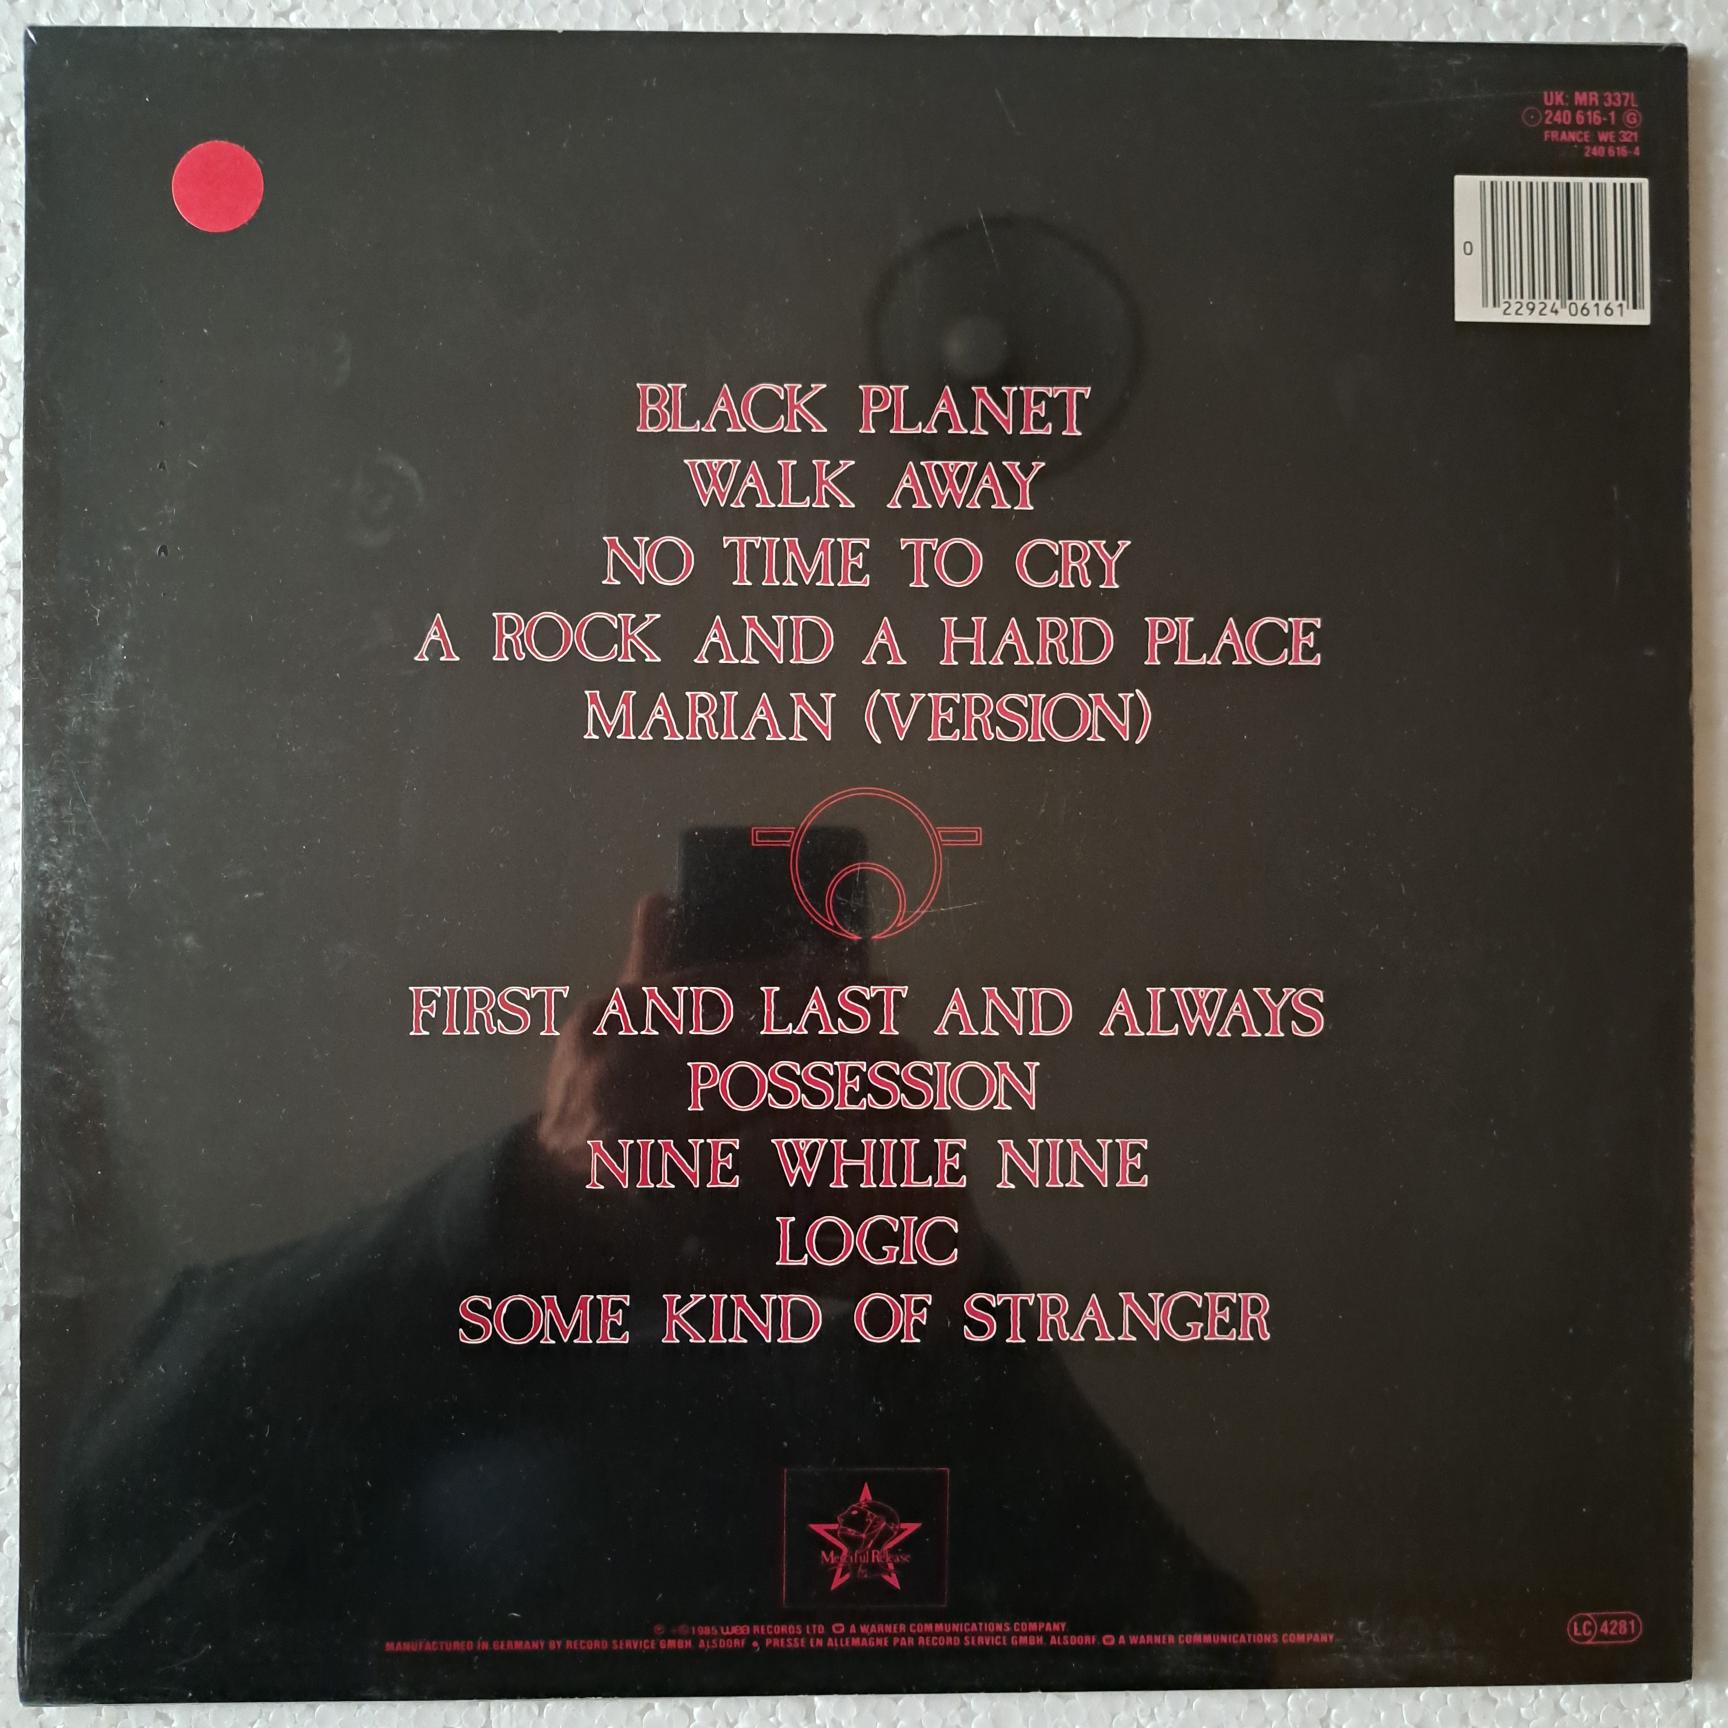 UK: MR 337L
240 616-1 G
FRANCE: WE 321
240 616-4
0 22924 06161
BLACK PLANET
WALK AWAY
NO TIME TO CRY
A ROCK AND A HARD PLACE
MARIAN (VERSION)
FIRST AND LAST AND ALWAYS
POSSESSION
NINE WHILE NINE
LOGIC
SOME KIND OF STRANGER
Merciful Release
℗ © 1985 wea RECORDS LTD. A WARNER COMMUNICATIONS COMPANY.
MANUFACTURED IN GERMANY BY RECORD SERVICE GMBH, ALSDORF, PRESSE EN ALLEMAGNE PAR RECORD SERVICE GMBH, ALSDORF. A WARNER COMMUNICATIONS COMPANY
LC 4281